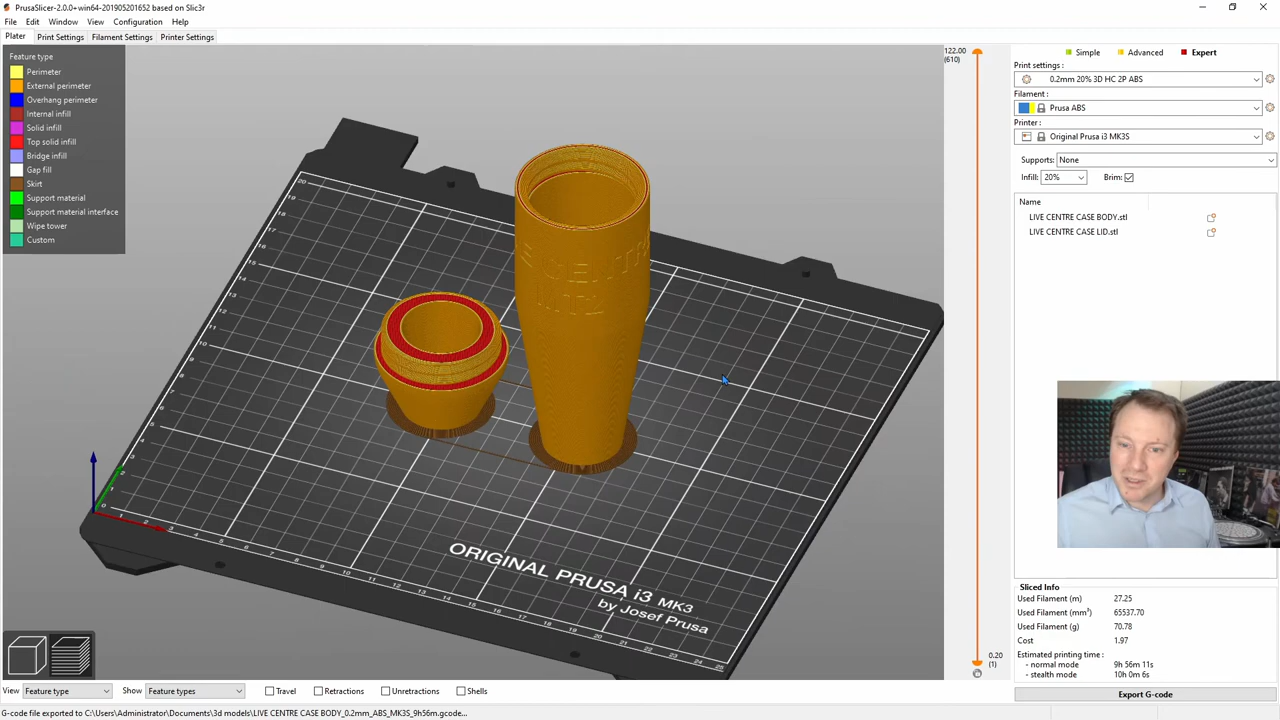 PrusaSlicer-2.0.0+win64-201905201652 based on Slic3r
File Edit Window View Configuration Help
Plater Print Settings Filament Settings Printer Settings
Feature type
Perimeter
External perimeter
Overhang perimeter
Internal infill
Solid infill
Top solid infill
Bridge infill
Gap fill
Skirt
Support material
Support material interface
Wipe tower
Custom
122.00
(610)
Simple Advanced Expert
Print settings :
0.2mm 20% 3D HC 2P ABS
Filament :
Prusa ABS
Printer :
Original Prusa i3 MK3S
Supports: None
Infill: 20% Brim:
Name
LIVE CENTRE CASE BODY.stl
LIVE CENTRE CASE LID.stl
ORIGINAL PRUSA i3 MK3
by Josef Prusa
0.20
(1)
Sliced Info
Used Filament (m) 27.25
Used Filament (mm³) 65537.70
Used Filament (g) 70.78
Cost 1.97
Estimated printing time :
- normal mode 9h 56m 11s
- stealth mode 10h 0m 6s
View Feature type Show Feature types Travel Retractions Unretractions Shells
Export G-code
G-code file exported to C:\Users\Administrator\Documents\3d models\LIVE CENTRE CASE BODY_0.2mm_ABS_MK3S_9h56m.gcode...